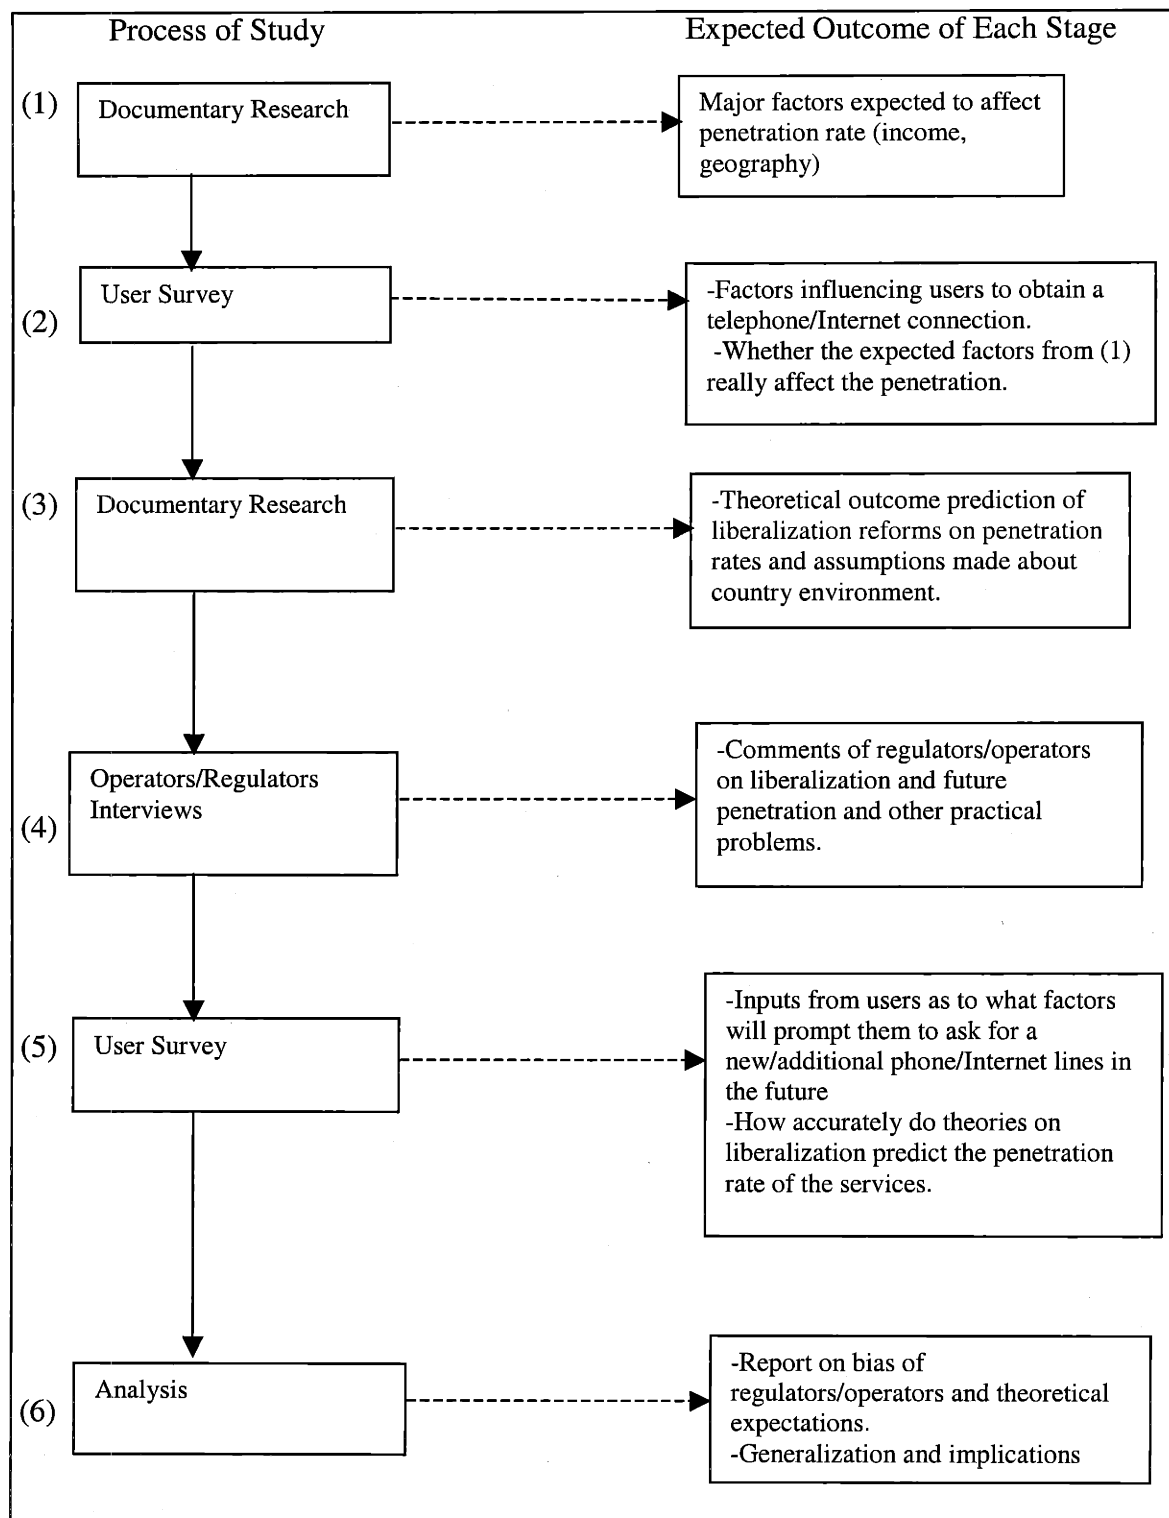 Process of Study
Expected Outcome of Each Stage
(1)
Documentary Research
Major factors expected to affect
penetration rate (income,
geography)
(2)
User Survey
-Factors influencing users to obtain a
telephone/Internet connection.
-Whether the expected factors from (1)
really affect the penetration.
(3)
Documentary Research
-Theoretical outcome prediction of
liberalization reforms on penetration
rates and assumptions made about
country environment.
(4)
Operators/Regulators
Interviews
-Comments of regulators/operators
on liberalization and future
penetration and other practical
problems.
(5)
User Survey
-Inputs from users as to what factors
will prompt them to ask for a
new/additional phone/Internet lines in
the future
-How accurately do theories on
liberalization predict the penetration
rate of the services.
(6)
Analysis
-Report on bias of
regulators/operators and theoretical
expectations.
-Generalization and implications